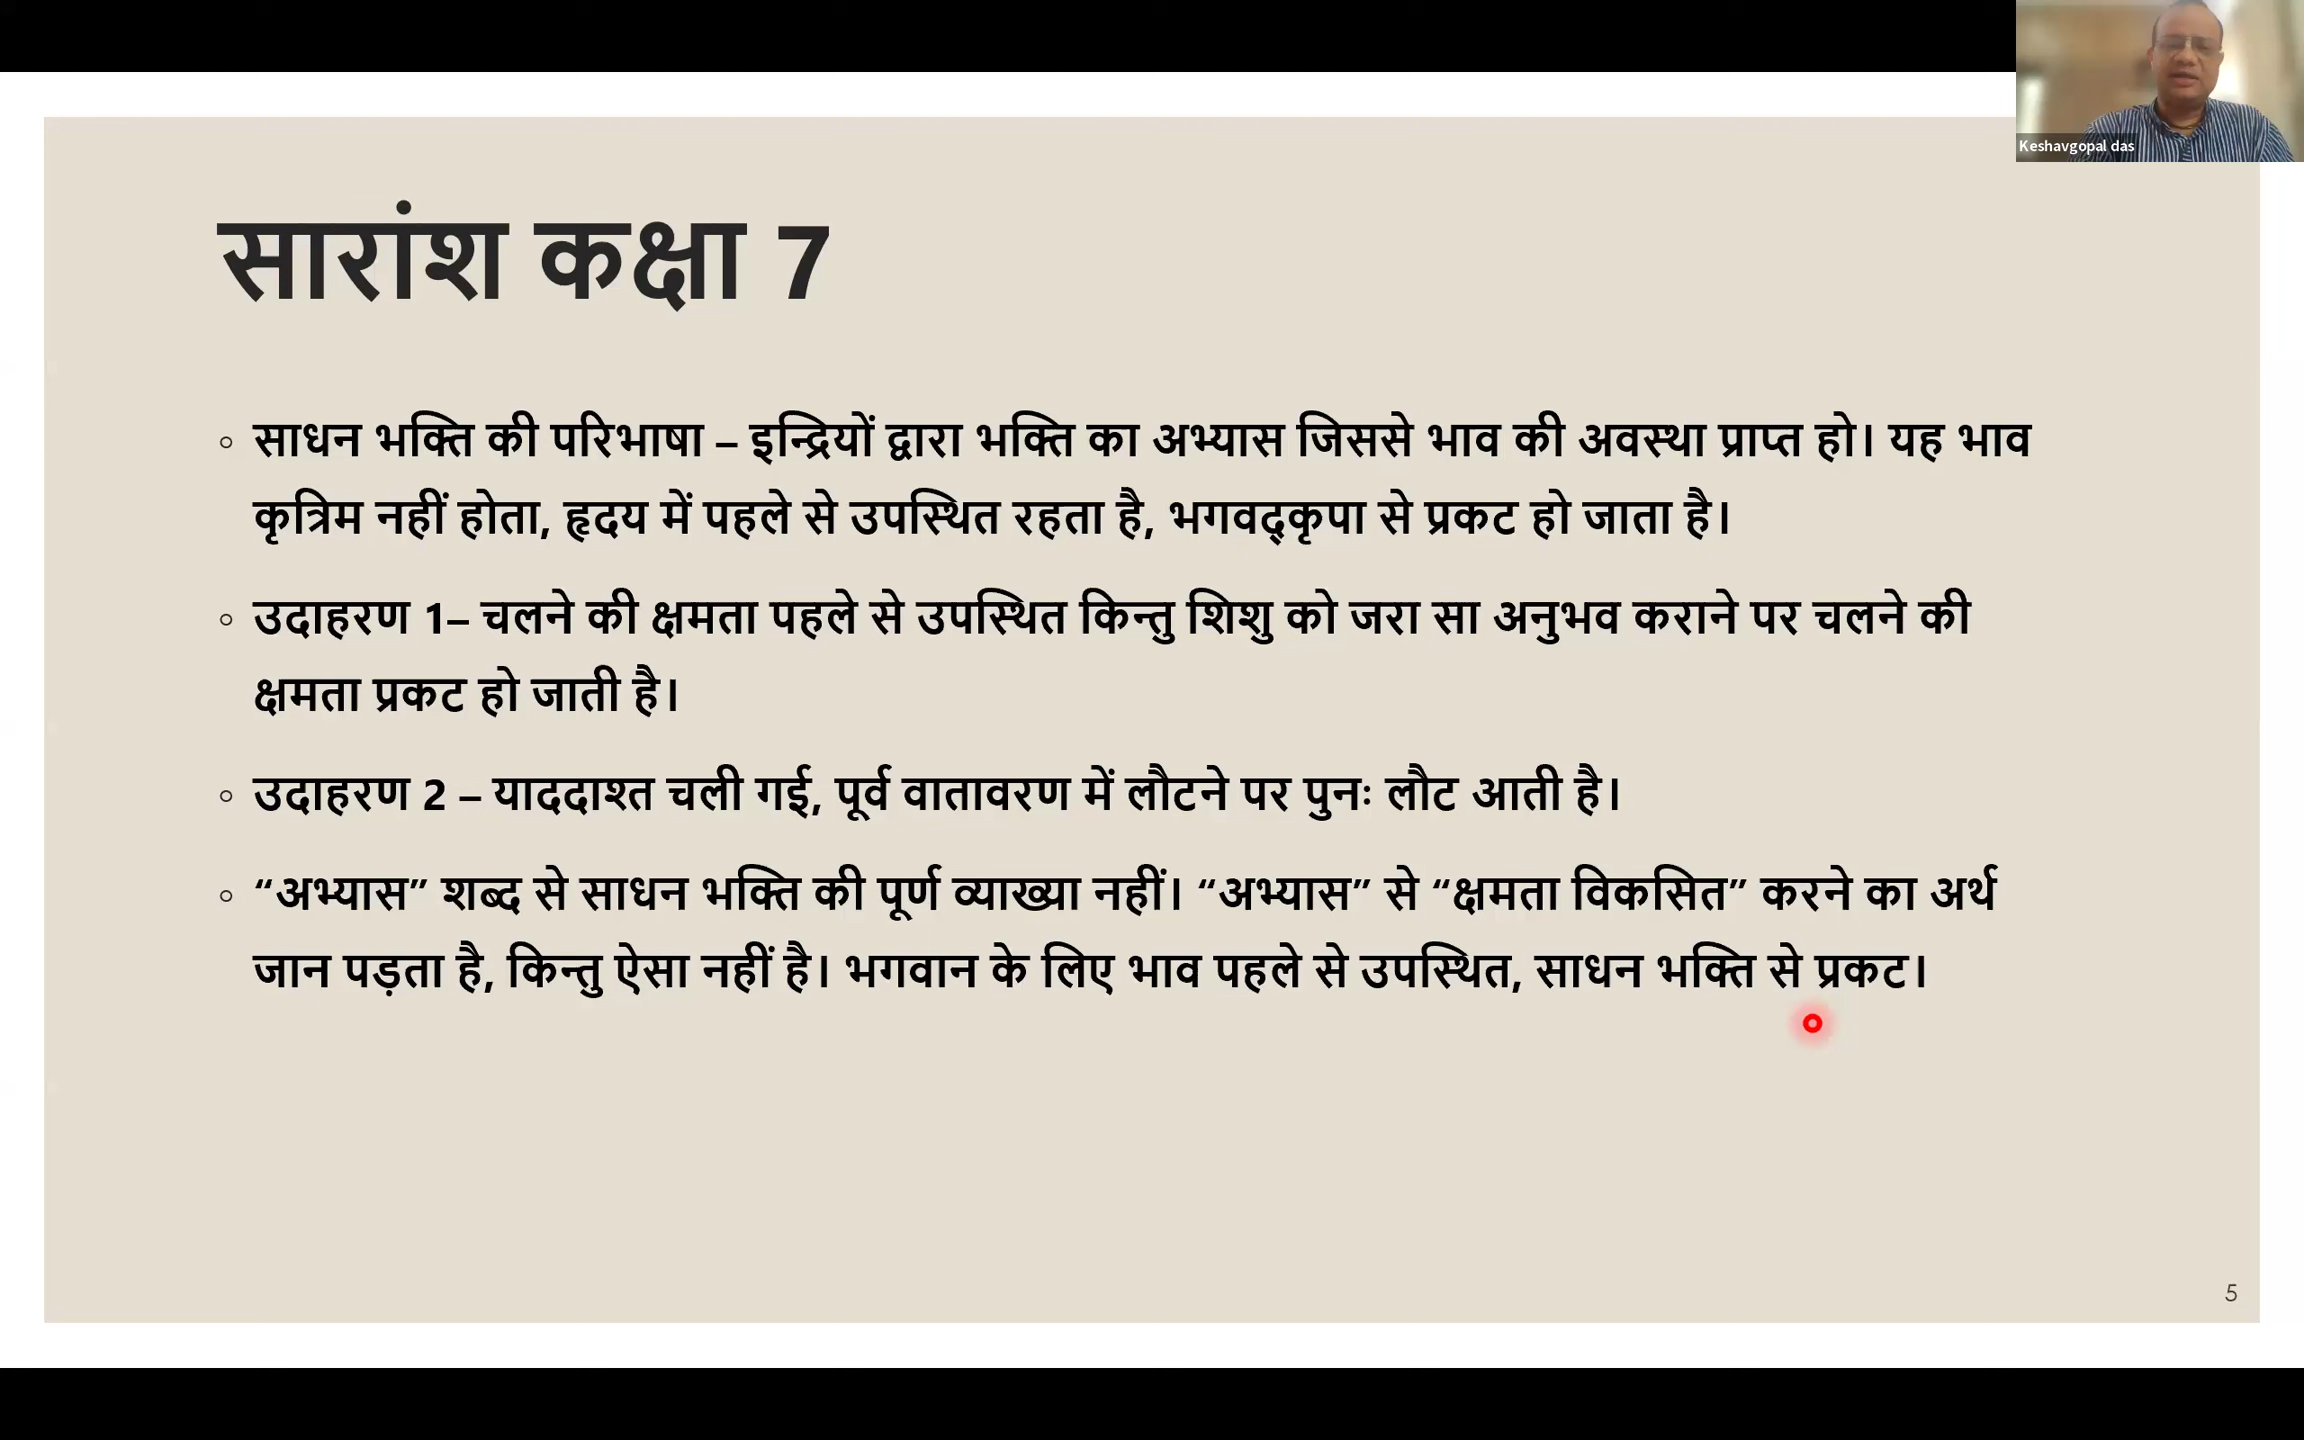 Keshavgopal das
सारांश कक्षा 7
◦ साधन भक्ति की परिभाषा – इन्द्रियों द्वारा भक्ति का अभ्यास जिससे भाव की अवस्था प्राप्त हो। यह भाव
कृत्रिम नहीं होता, हृदय में पहले से उपस्थित रहता है, भगवद्कृपा से प्रकट हो जाता है।
◦ उदाहरण 1– चलने की क्षमता पहले से उपस्थित किन्तु शिशु को जरा सा अनुभव कराने पर चलने की
क्षमता प्रकट हो जाती है।
◦ उदाहरण 2 – याददाश्त चली गई, पूर्व वातावरण में लौटने पर पुनः लौट आती है।
◦ “अभ्यास” शब्द से साधन भक्ति की पूर्ण व्याख्या नहीं। “अभ्यास” से “क्षमता विकसित” करने का अर्थ
जान पड़ता है, किन्तु ऐसा नहीं है। भगवान के लिए भाव पहले से उपस्थित, साधन भक्ति से प्रकट।
5